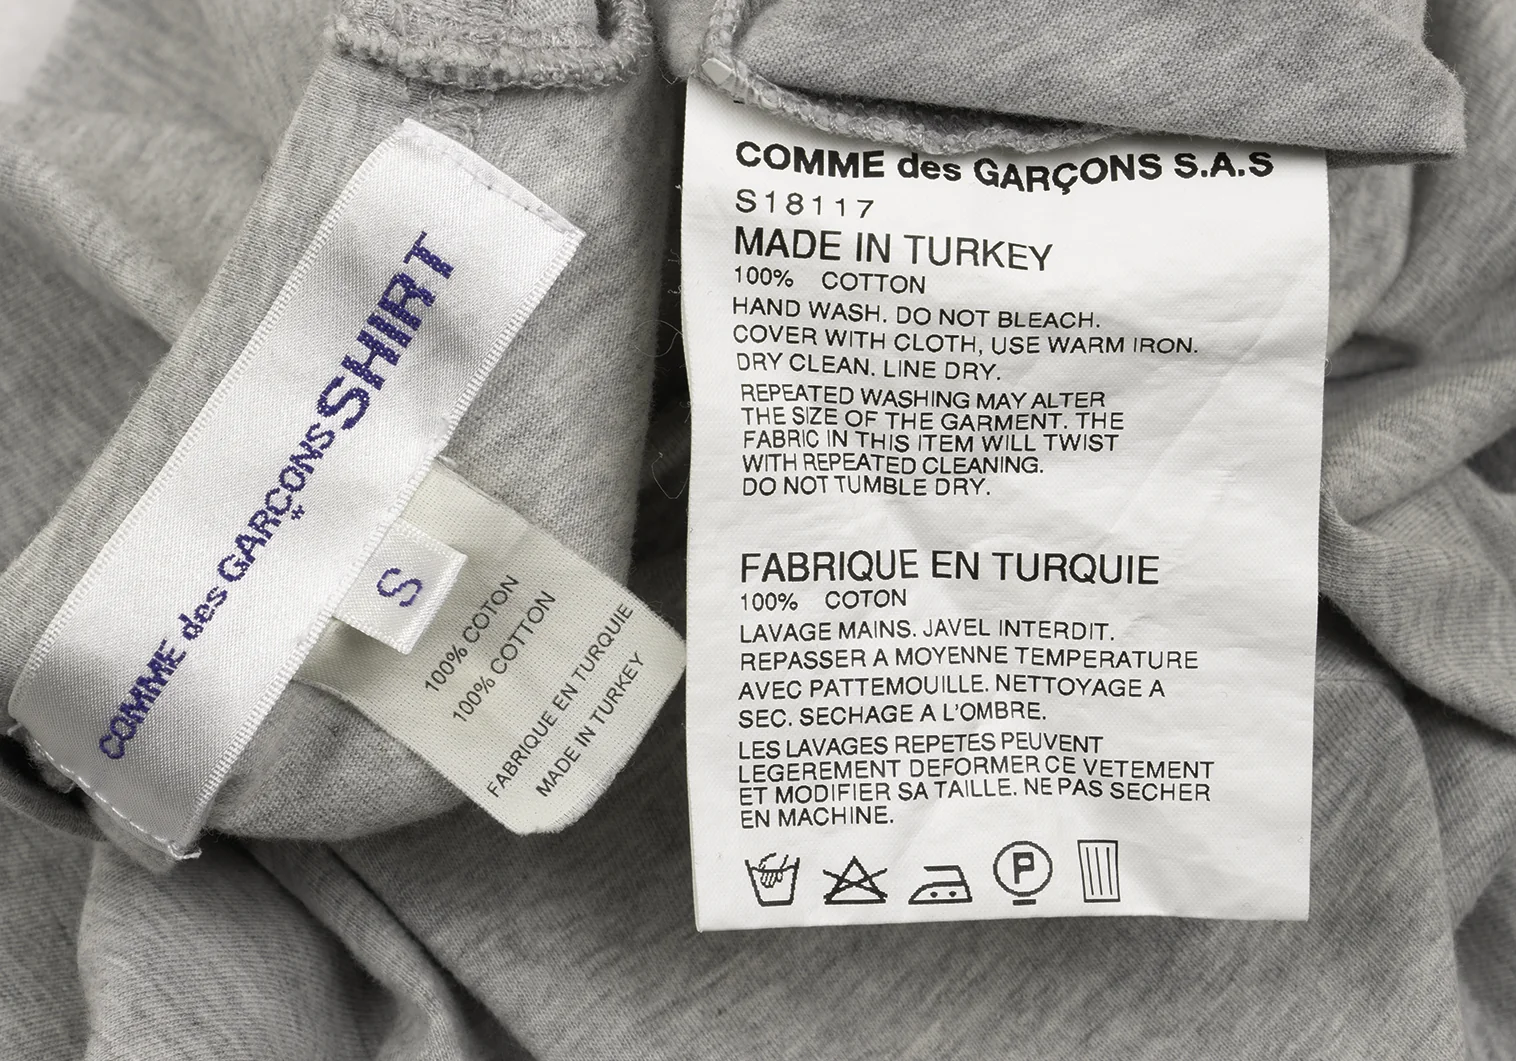 COMME des GARÇONS SHIRT
S
100% COTON
100% COTTON
FABRIQUE EN TURQUIE
MADE IN TURKEY
COMME des GARÇONS S.A.S
S18117
MADE IN TURKEY
100% COTTON
HAND WASH. DO NOT BLEACH.
COVER WITH CLOTH, USE WARM IRON.
DRY CLEAN. LINE DRY.
REPEATED WASHING MAY ALTER
THE SIZE OF THE GARMENT. THE
FABRIC IN THIS ITEM WILL TWIST
WITH REPEATED CLEANING.
DO NOT TUMBLE DRY.
FABRIQUE EN TURQUIE
100% COTON
LAVAGE MAINS. JAVEL INTERDIT.
REPASSER A MOYENNE TEMPERATURE
AVEC PATTEMOUILLE. NETTOYAGE A
SEC. SECHAGE A L'OMBRE.
LES LAVAGES REPETES PEUVENT
LEGEREMENT DEFORMER CE VETEMENT
ET MODIFIER SA TAILLE. NE PAS SECHER
EN MACHINE.
P